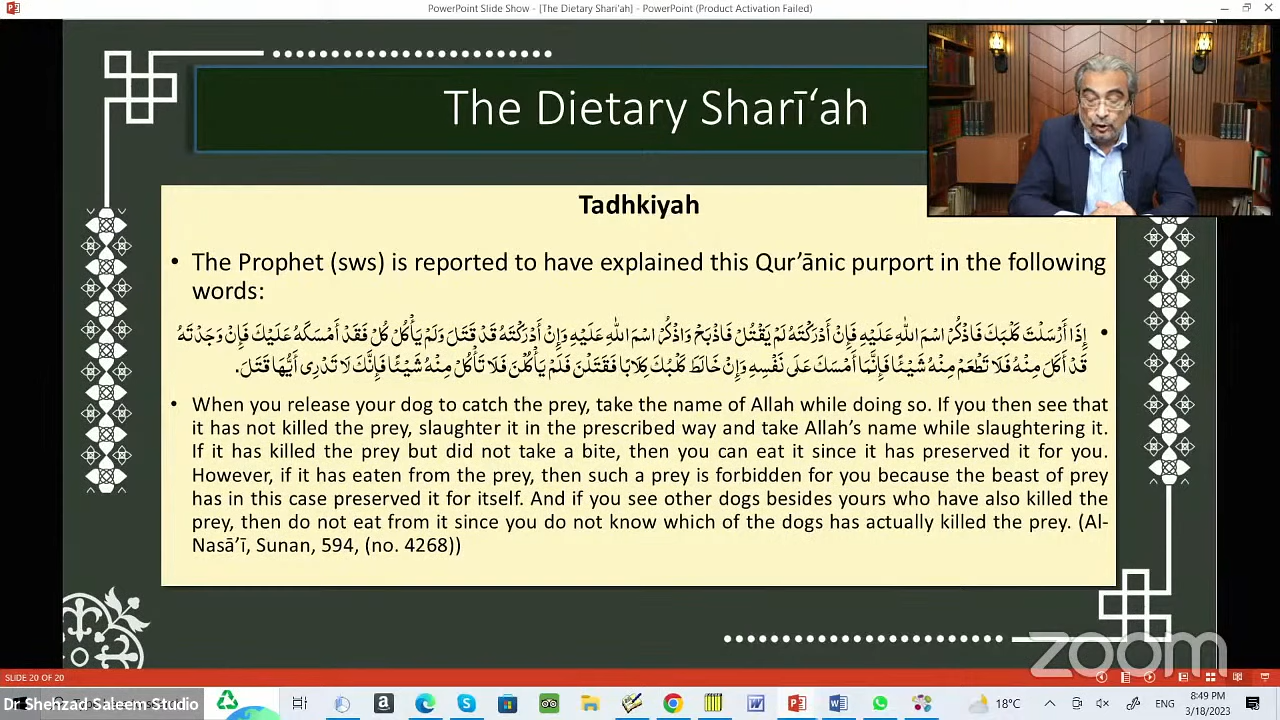 PowerPoint Slide Show - [The Dietary Shari'ah] - PowerPoint (Product Activation Failed)
The Dietary Sharī‘ah
Tadhkiyah
• The Prophet (sws) is reported to have explained this Qur’ānic purport in the following
words:
• إِذَا أَرْسَلْتَ كَلْبَكَ فَاذْكُرْ اسْمَ اللهِ عَلَيْهِ فَإِنْ أَدْرَكْتَهُ لَمْ يَقْتُلْ فَاذْبَحْ وَاذْكُرْ اسْمَ اللهِ عَلَيْهِ وَإِنْ أَدْرَكْتَهُ قَدْ قَتَلَ وَلَمْ يَأْكُلْ كُلْ فَقَدْ أَمْسَكَهُ عَلَيْكَ فَإِنْ وَجَدْتَهُ
قَدْ أَكَلَ مِنْهُ فَلَا تَطْعَمْ مِنْهُ شَيْئًا فَإِنَّمَا أَمْسَكَ عَلَى نَفْسِهِ وَإِنْ خَالَطَ كَلْبُكَ كِلَابًا فَقَتَلْنَ فَلَمْ يَأْكُلْنَ فَلَا تَأْكُلْ مِنْهُ شَيْئًا فَإِنَّكَ لَا تَدْرِى أَيُّهَا قَتَلَ.
• When you release your dog to catch the prey, take the name of Allah while doing so. If you then see that
it has not killed the prey, slaughter it in the prescribed way and take Allah’s name while slaughtering it.
If it has killed the prey but did not take a bite, then you can eat it since it has preserved it for you.
However, if it has eaten from the prey, then such a prey is forbidden for you because the beast of prey
has in this case preserved it for itself. And if you see other dogs besides yours who have also killed the
prey, then do not eat from it since you do not know which of the dogs has actually killed the prey. (Al-
Nasā’ī, Sunan, 594, (no. 4268))
zoom
SLIDE 20 OF 20
Dr Shehzad Saleem Studio
18°C
ENG
8:49 PM
3/18/2023